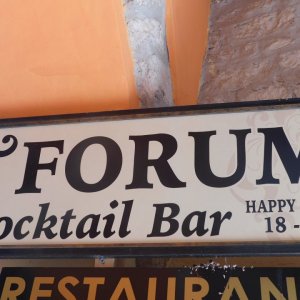 FORUM
ocktail Bar
HAPPY
18 -
RESTAURAN